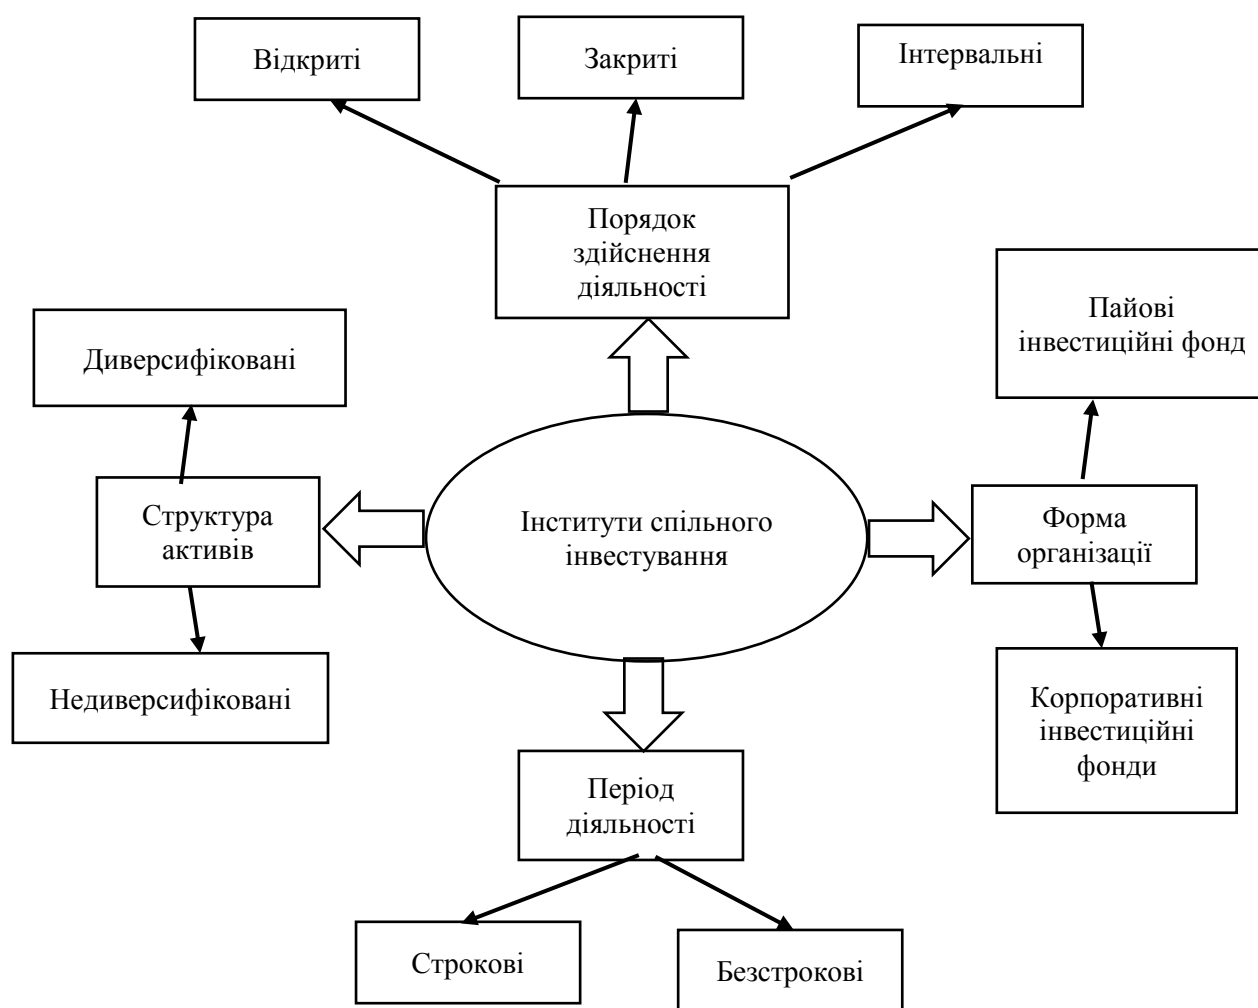 Відкриті
Закриті
Інтервальні
Порядок
здійснення
діяльності
Пайові
інвестиційні фонд
Диверсифіковані
Структура
активів
Інститути спільного
інвестування
Форма
організації
Недиверсифіковані
Корпоративні
інвестиційні
фонди
Період
діяльності
Строкові
Безстрокові